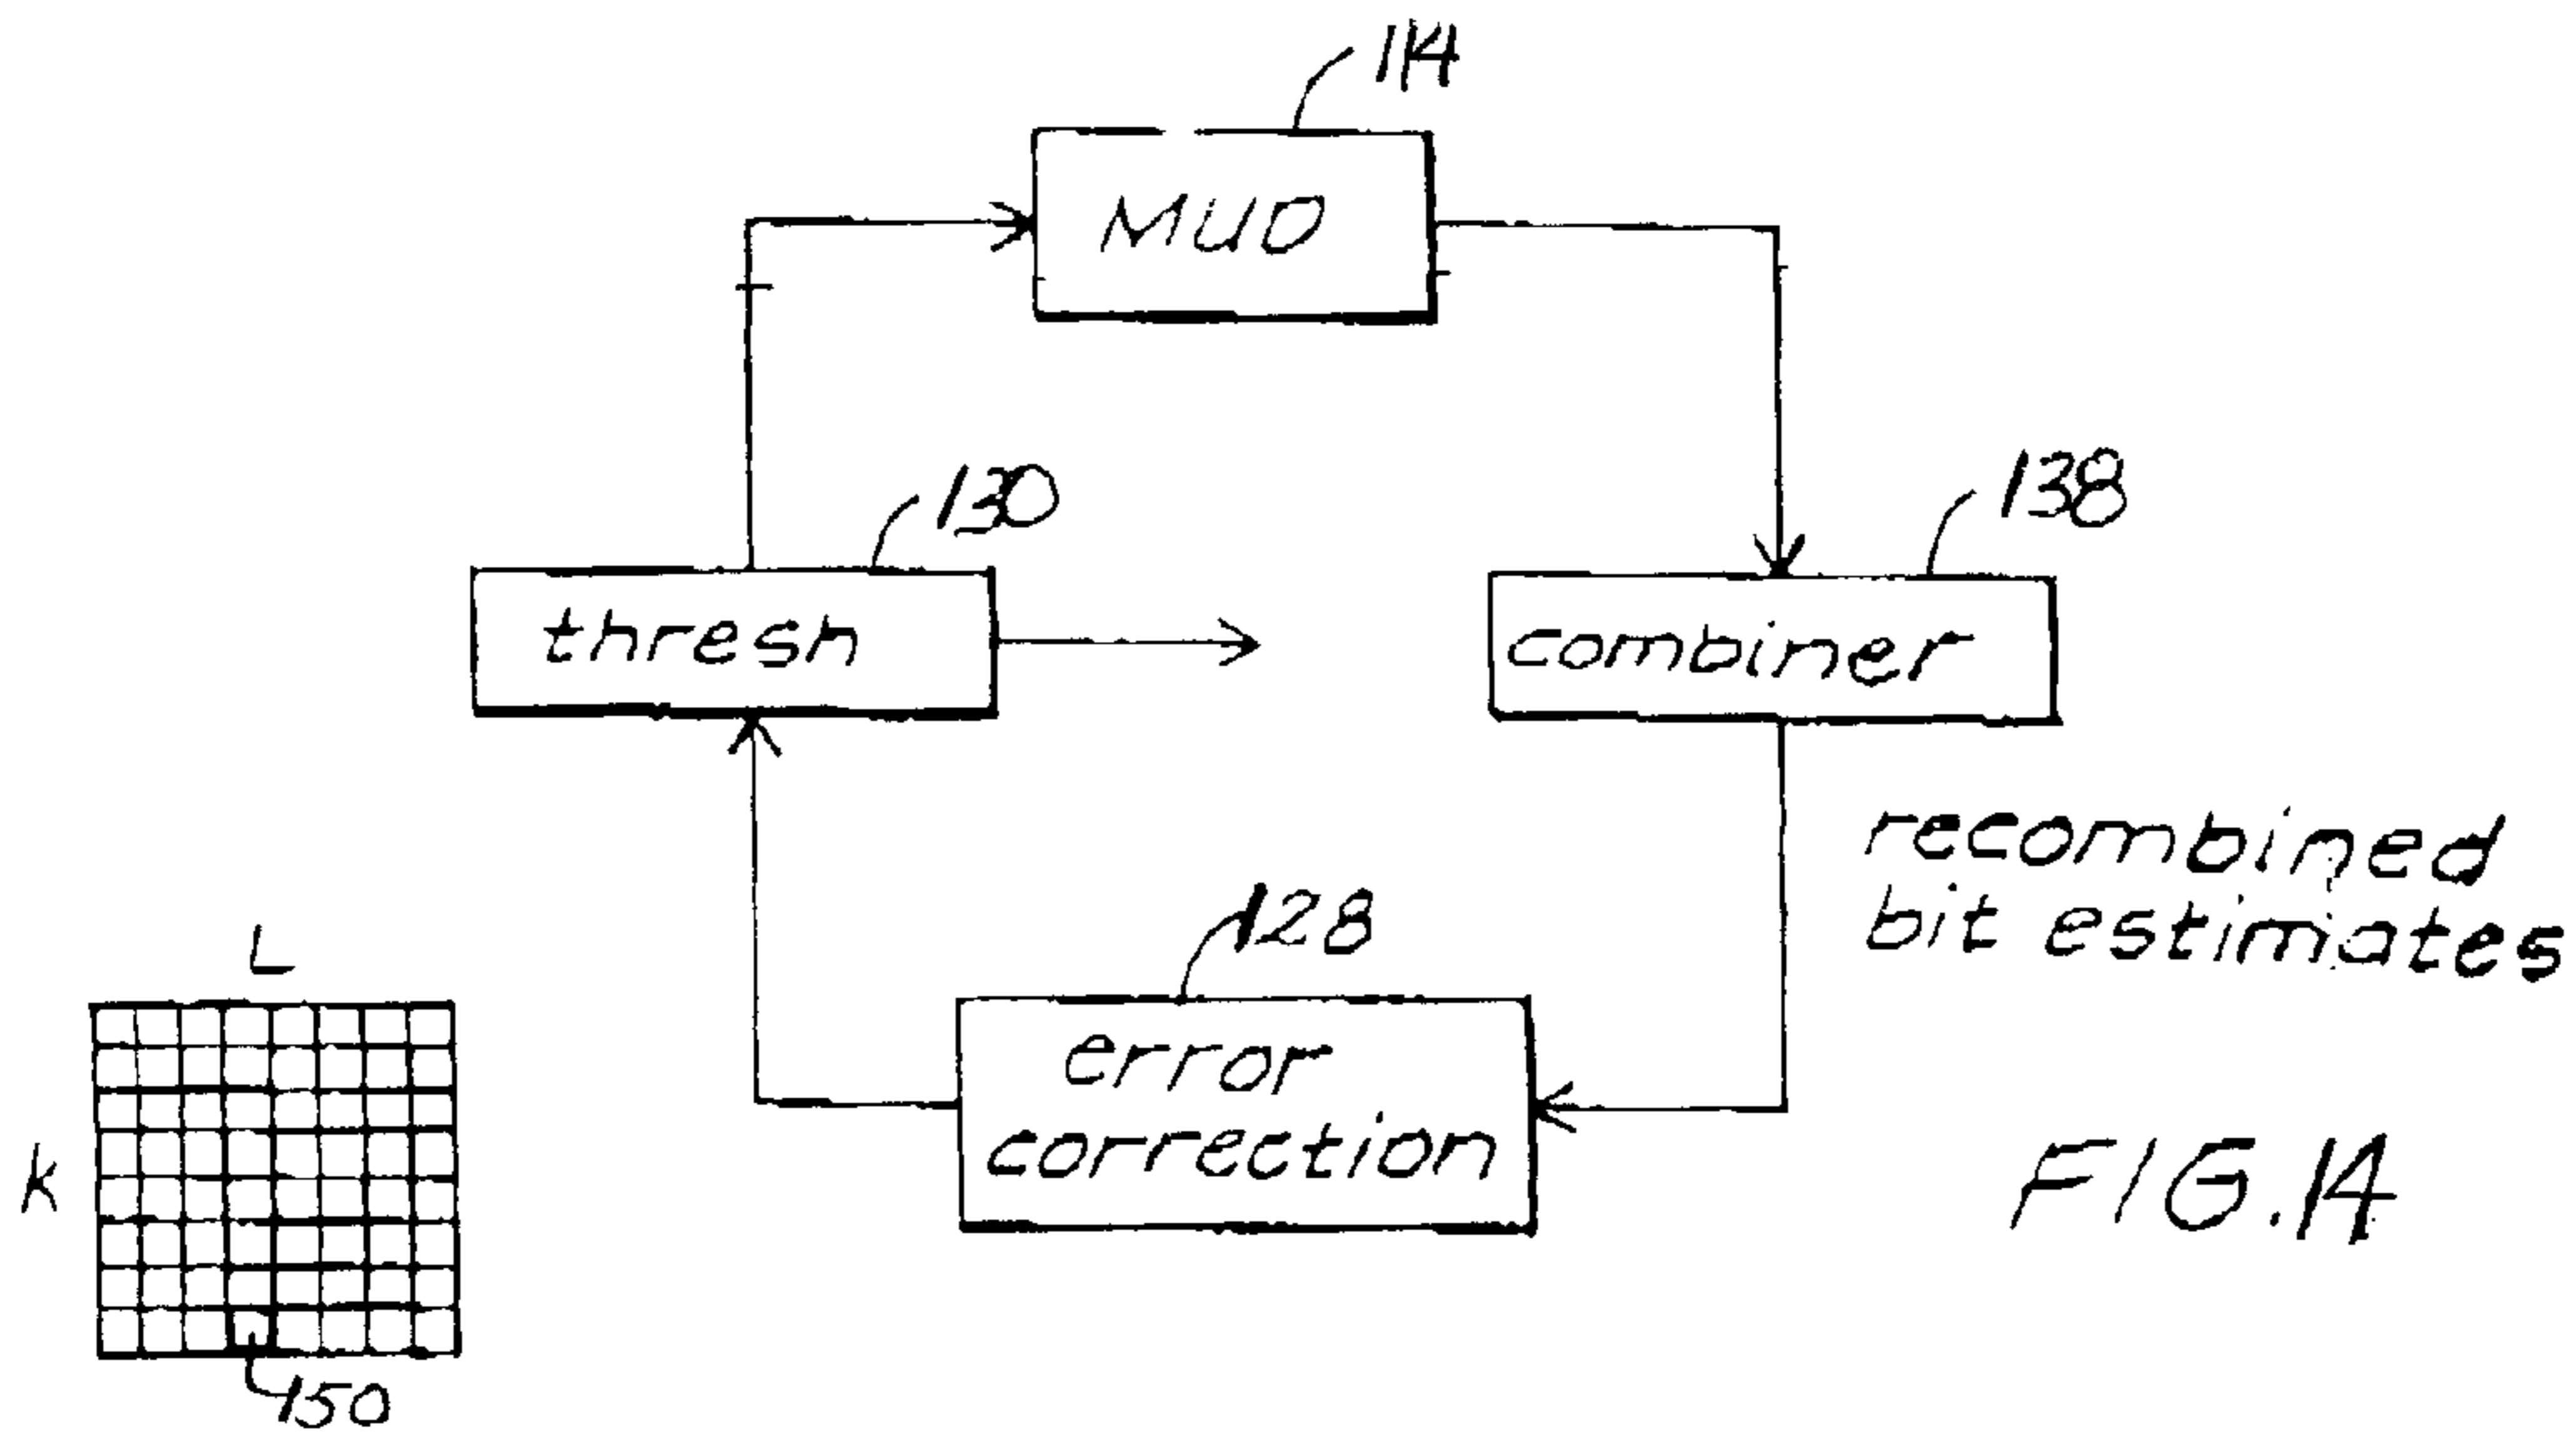 114
MUD
130
138
thresh
combiner
recombined
bit estimates
128
L
error
correction
k
FIG.14
150